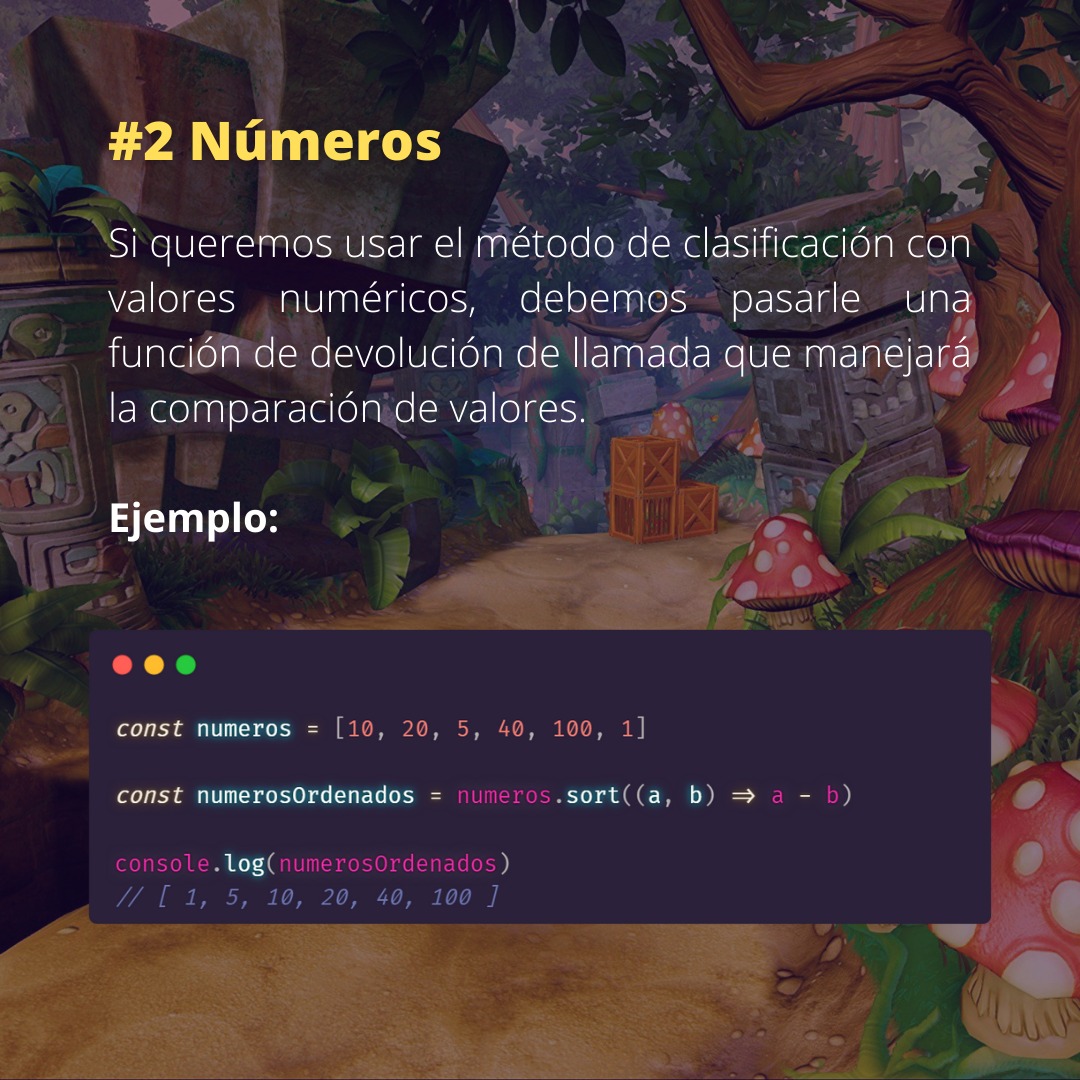 #2 Números
Si queremos usar el método de clasificación con
valores numéricos, debemos pasarle una
función de devolución de llamada que manejará
la comparación de valores.
Ejemplo:
const numeros = [10, 20, 5, 40, 100, 1]
const numerosOrdenados = numeros.sort((a, b) => a - b)
console.log(numerosOrdenados)
// [ 1, 5, 10, 20, 40, 100 ]